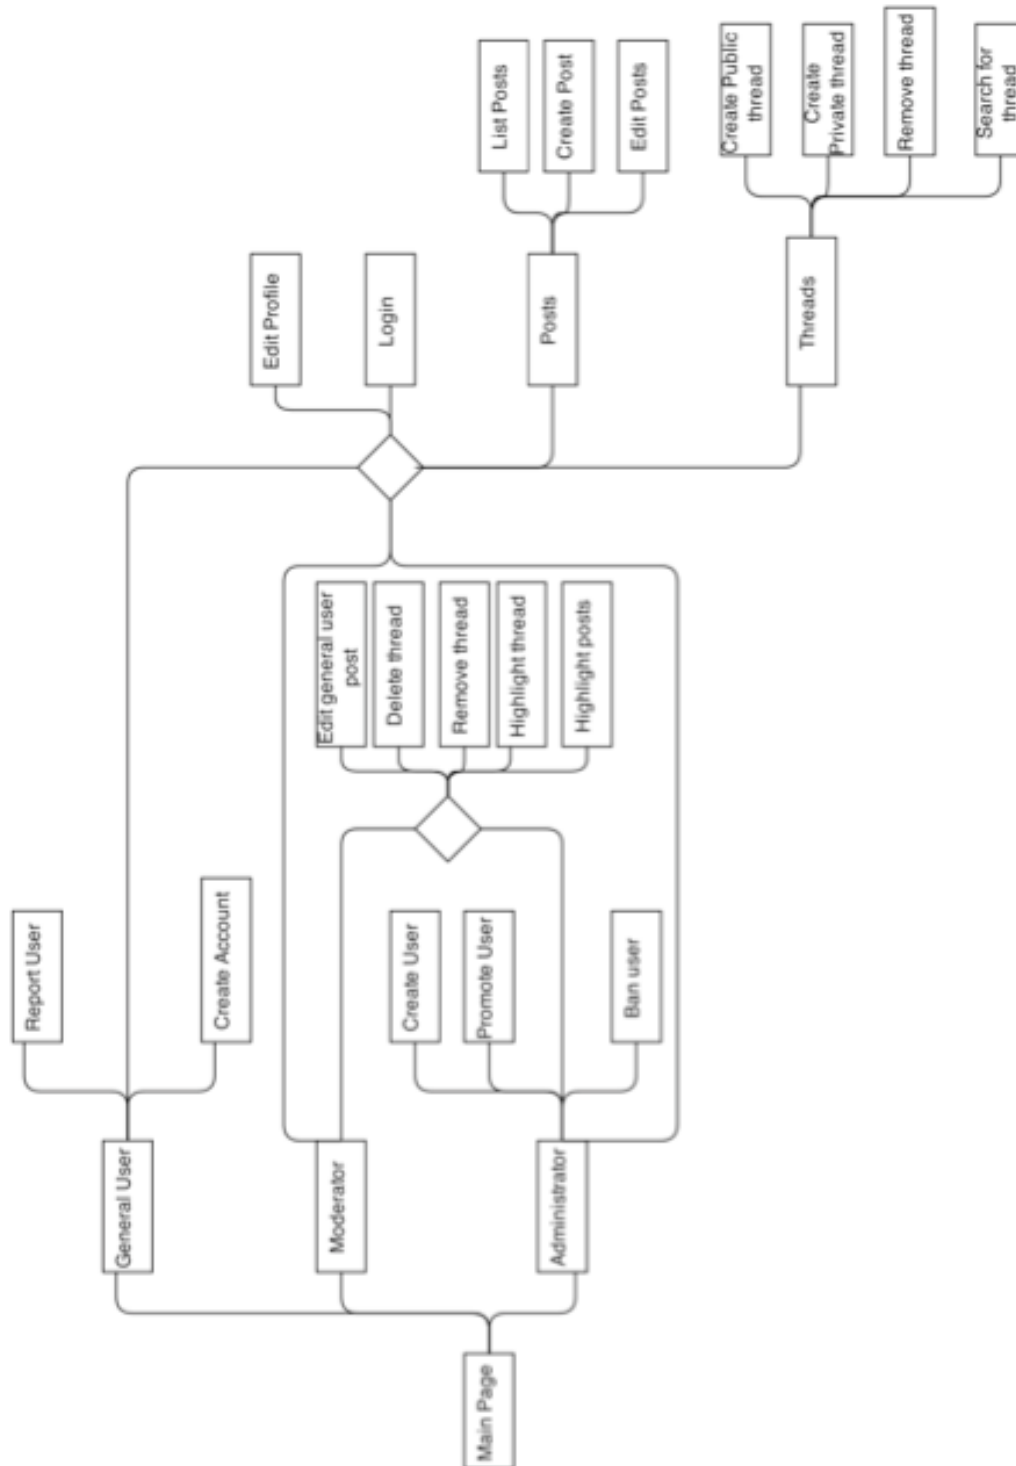 Main Page
General User
Moderator
Administrator
Report User
Create Account
Create User
Promote User
Ban user
Edit general user
post
Delete thread
Remove thread
Highlight thread
Highlight posts
Edit Profile
Login
Posts
Threads
List Posts
Create Post
Edit Posts
Create Public
thread
Create
Private thread
Remove thread
Search for
thread